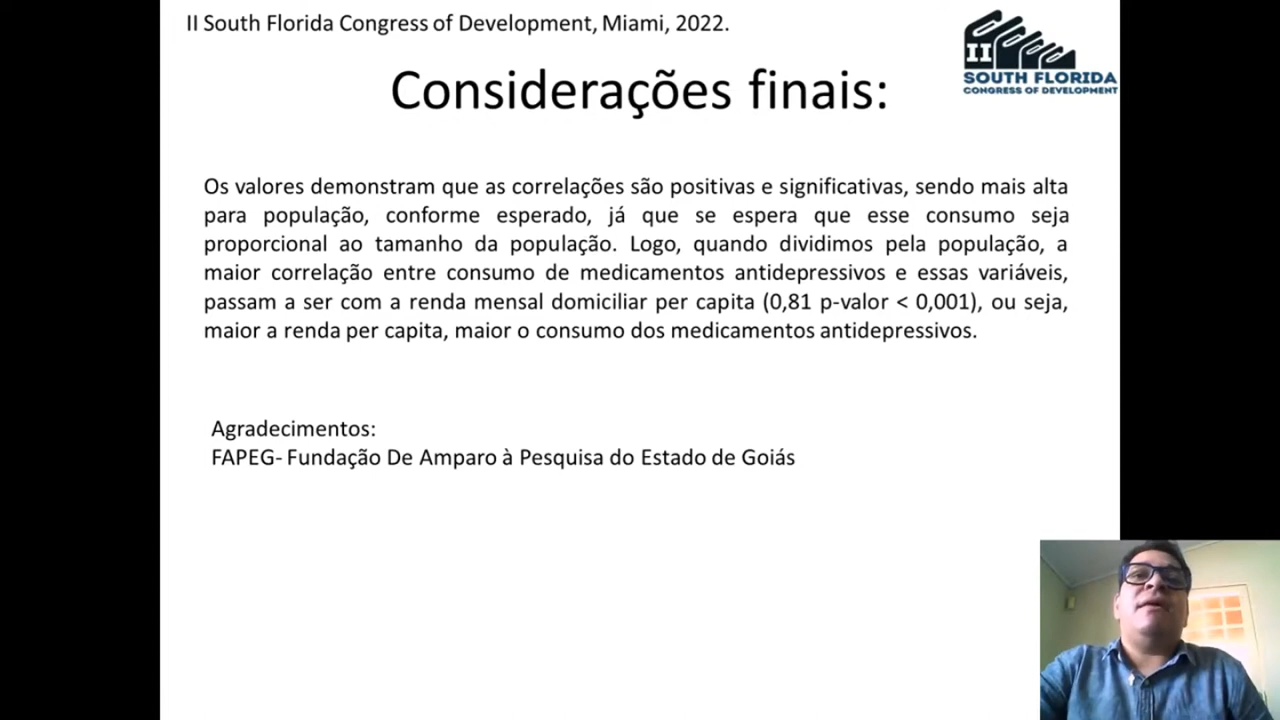 II South Florida Congress of Development, Miami, 2022.
II
SOUTH FLORIDA
CONGRESS OF DEVELOPMENT
Considerações finais:
Os valores demonstram que as correlações são positivas e significativas, sendo mais alta
para população, conforme esperado, já que se espera que esse consumo seja
proporcional ao tamanho da população. Logo, quando dividimos pela população, a
maior correlação entre consumo de medicamentos antidepressivos e essas variáveis,
passam a ser com a renda mensal domiciliar per capita (0,81 p-valor < 0,001), ou seja,
maior a renda per capita, maior o consumo dos medicamentos antidepressivos.
Agradecimentos:
FAPEG- Fundação De Amparo à Pesquisa do Estado de Goiás